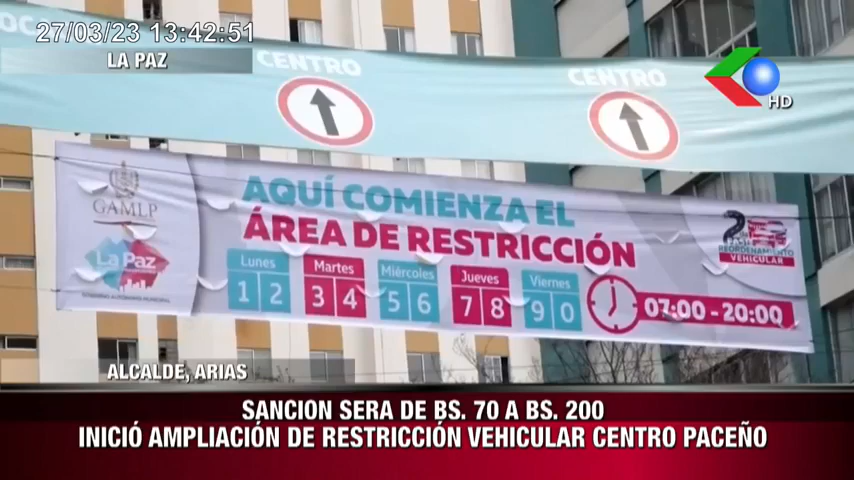 27/03/23 13:42:51
LA PAZ
CENTRO
CENTRO
HD
GAMLP
La Paz
AQUÍ COMIENZA EL
ÁREA DE RESTRICCIÓN
Lunes
1 2
Martes
3 4
Miércoles
5 6
Jueves
7 8
Viernes
9 0
07:00 - 20:00
REORDENAMIENTO
VEHICULAR
ALCALDE, ARIAS
SANCION SERA DE BS. 70 A BS. 200
INICIÓ AMPLIACIÓN DE RESTRICCIÓN VEHICULAR CENTRO PACEÑO